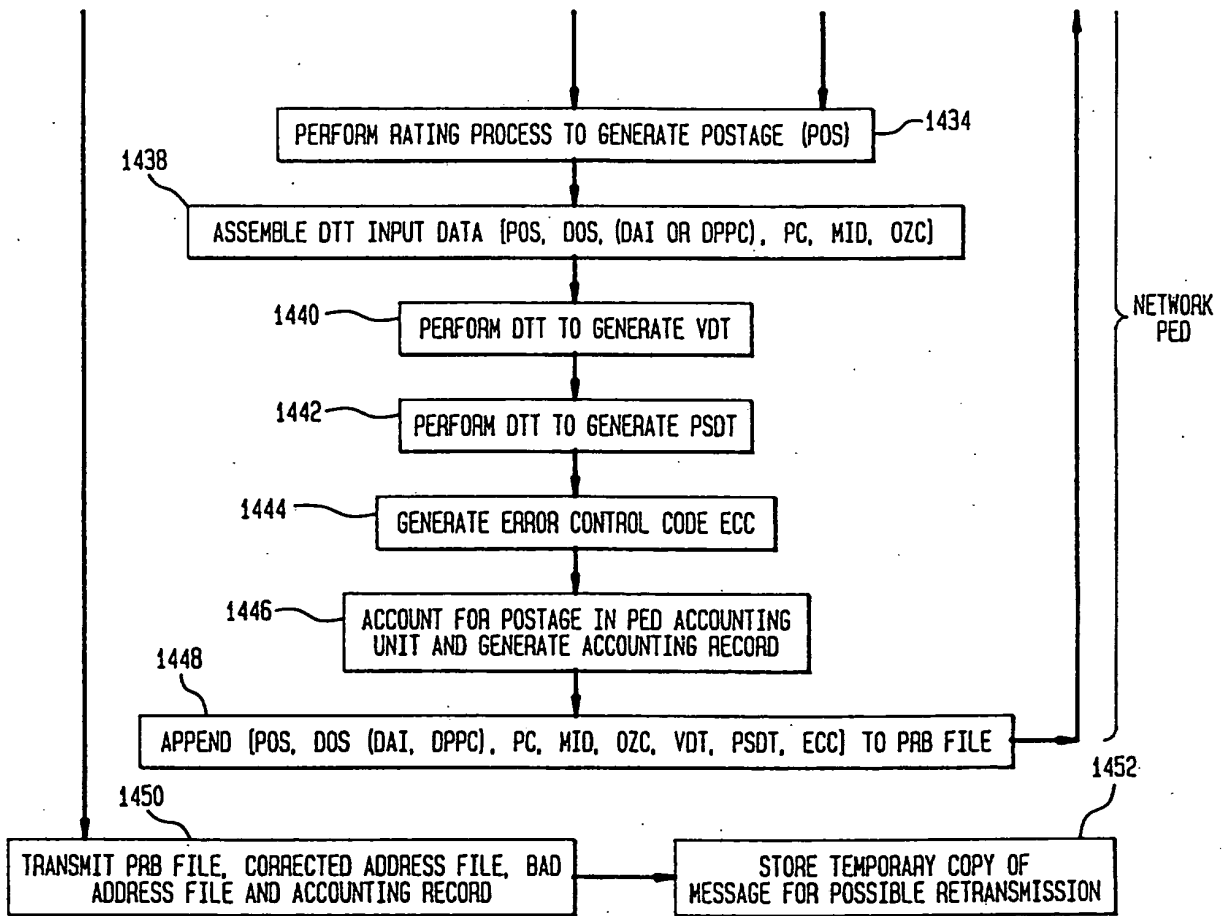 PERFORM RATING PROCESS TO GENERATE POSTAGE (POS)
1434
1438
ASSEMBLE DTT INPUT DATA [POS, DOS, (DAI OR DPPC), PC, MID, OZC]
1440
PERFORM DTT TO GENERATE VDT
NETWORK
PED
1442
PERFORM DTT TO GENERATE PSDT
1444
GENERATE ERROR CONTROL CODE ECC
1446
ACCOUNT FOR POSTAGE IN PED ACCOUNTING
UNIT AND GENERATE ACCOUNTING RECORD
1448
APPEND [POS, DOS (DAI, DPPC), PC, MID, OZC, VDT, PSDT, ECC] TO PRB FILE
1450
1452
TRANSMIT PRB FILE, CORRECTED ADDRESS FILE, BAD
ADDRESS FILE AND ACCOUNTING RECORD
STORE TEMPORARY COPY OF
MESSAGE FOR POSSIBLE RETRANSMISSION